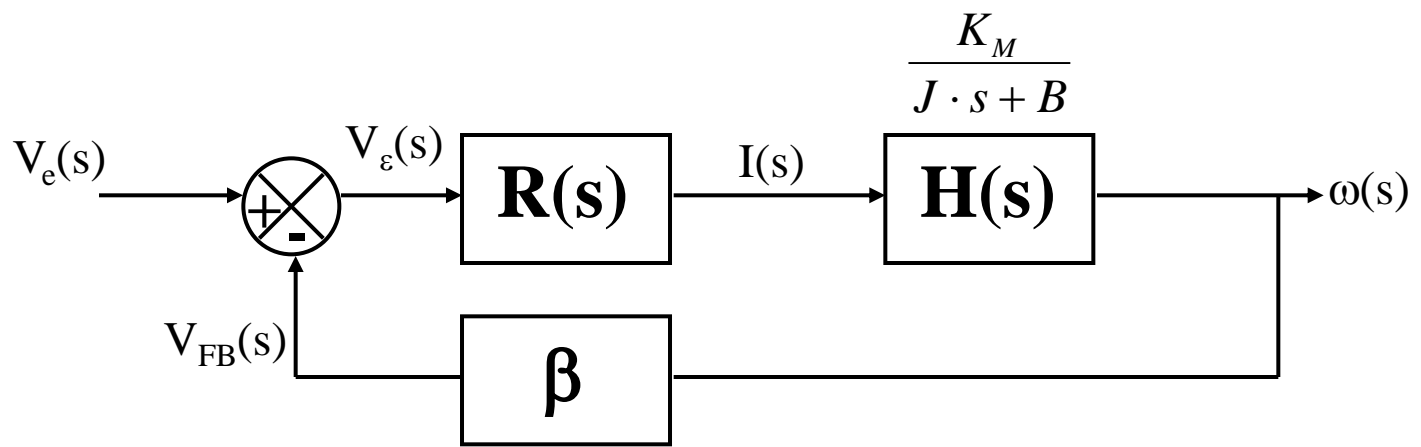 K_M
J · s + B
V_e(s)
V_ε(s)
R(s)
I(s)
H(s)
ω(s)
+
-
V_FB(s)
β